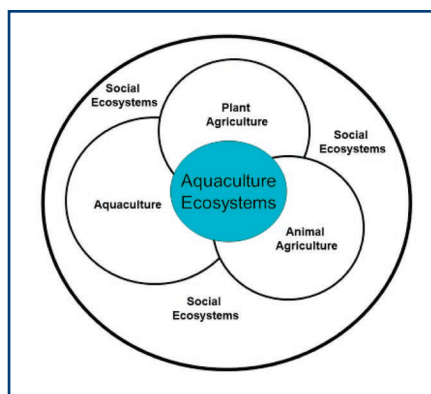 Social
Ecosystems
Plant
Agriculture
Social
Ecosystems
Aquaculture
Ecosystems
Aquaculture
Animal
Agriculture
Social
Ecosystems